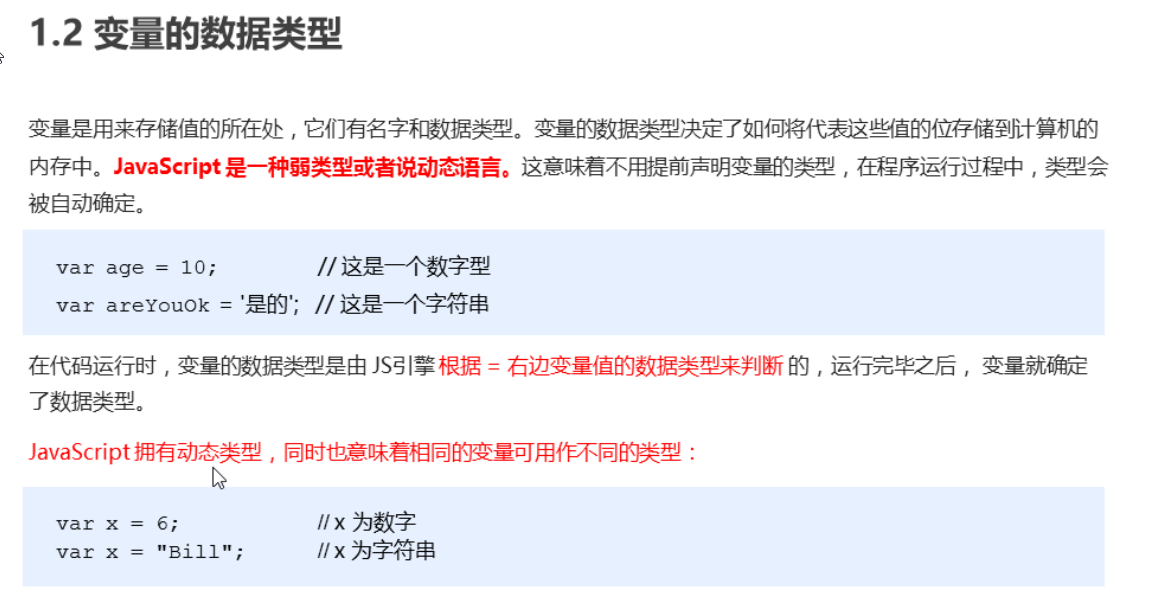 1.2 变量的数据类型
变量是用来存储值的所在处，它们有名字和数据类型。变量的数据类型决定了如何将代表这些值的位存储到计算机的
内存中。JavaScript 是一种弱类型或者说动态语言。这意味着不用提前声明变量的类型，在程序运行过程中，类型会
被自动确定。
var age = 10; // 这是一个数字型
var areYouOk = '是的'; // 这是一个字符串
在代码运行时，变量的数据类型是由 JS引擎 根据 = 右边变量值的数据类型来判断 的，运行完毕之后， 变量就确定
了数据类型。
JavaScript 拥有动态类型，同时也意味着相同的变量可用作不同的类型：
var x = 6; // x 为数字
var x = "Bill"; // x 为字符串